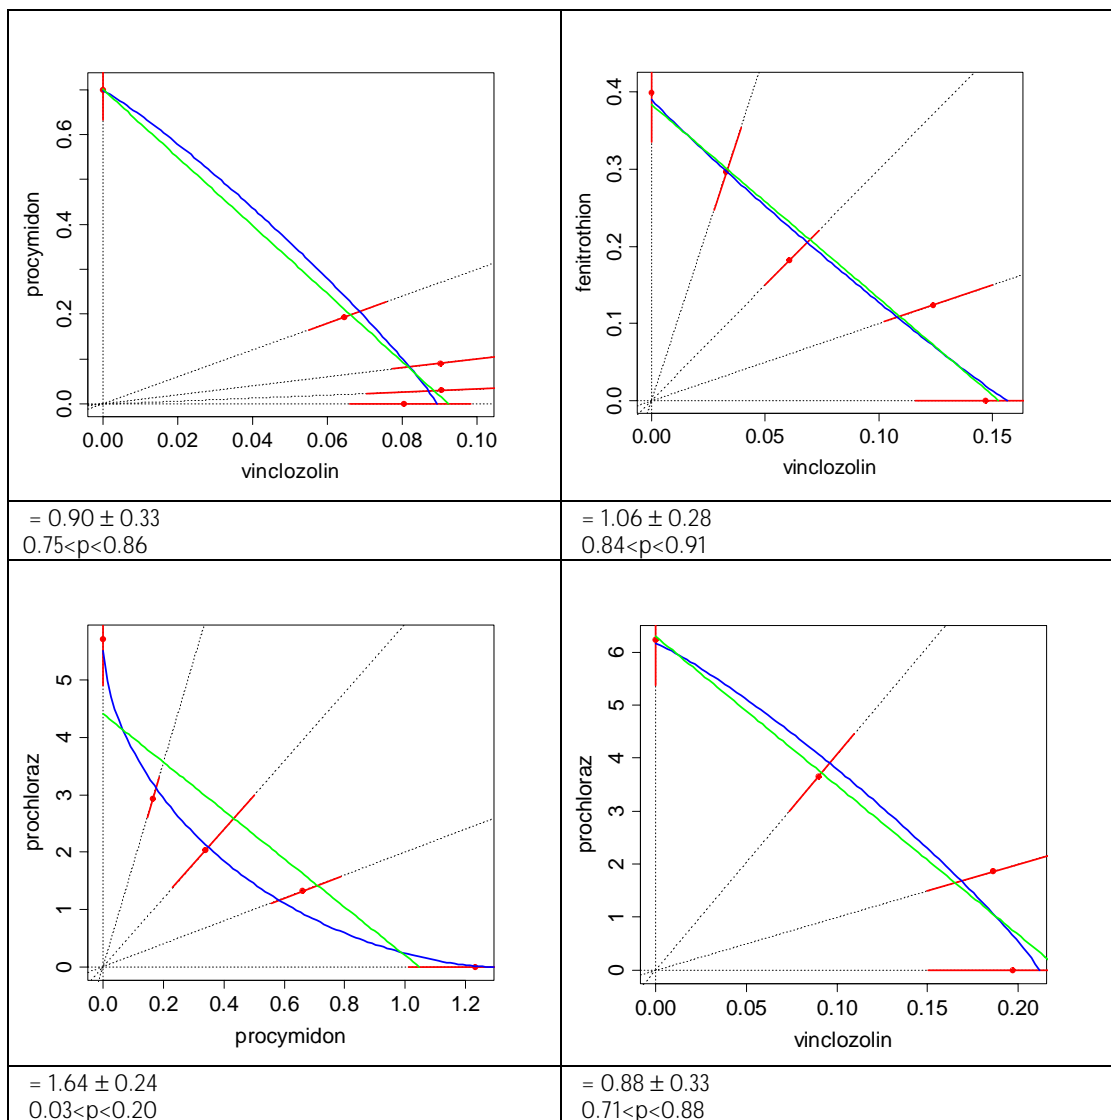 procymidon
0.0 0.2 0.4 0.6
0.00 0.02 0.04 0.06 0.08 0.10
vinclozolin
fenitrothion
0.0 0.1 0.2 0.3 0.4
0.00 0.05 0.10 0.15
vinclozolin
= 0.90 ± 0.33
0.75<p<0.86
= 1.06 ± 0.28
0.84<p<0.91
prochloraz
0 1 2 3 4 5
0.0 0.2 0.4 0.6 0.8 1.0 1.2
procymidon
prochloraz
0 1 2 3 4 5 6
0.00 0.05 0.10 0.15 0.20
vinclozolin
= 1.64 ± 0.24
0.03<p<0.20
= 0.88 ± 0.33
0.71<p<0.88